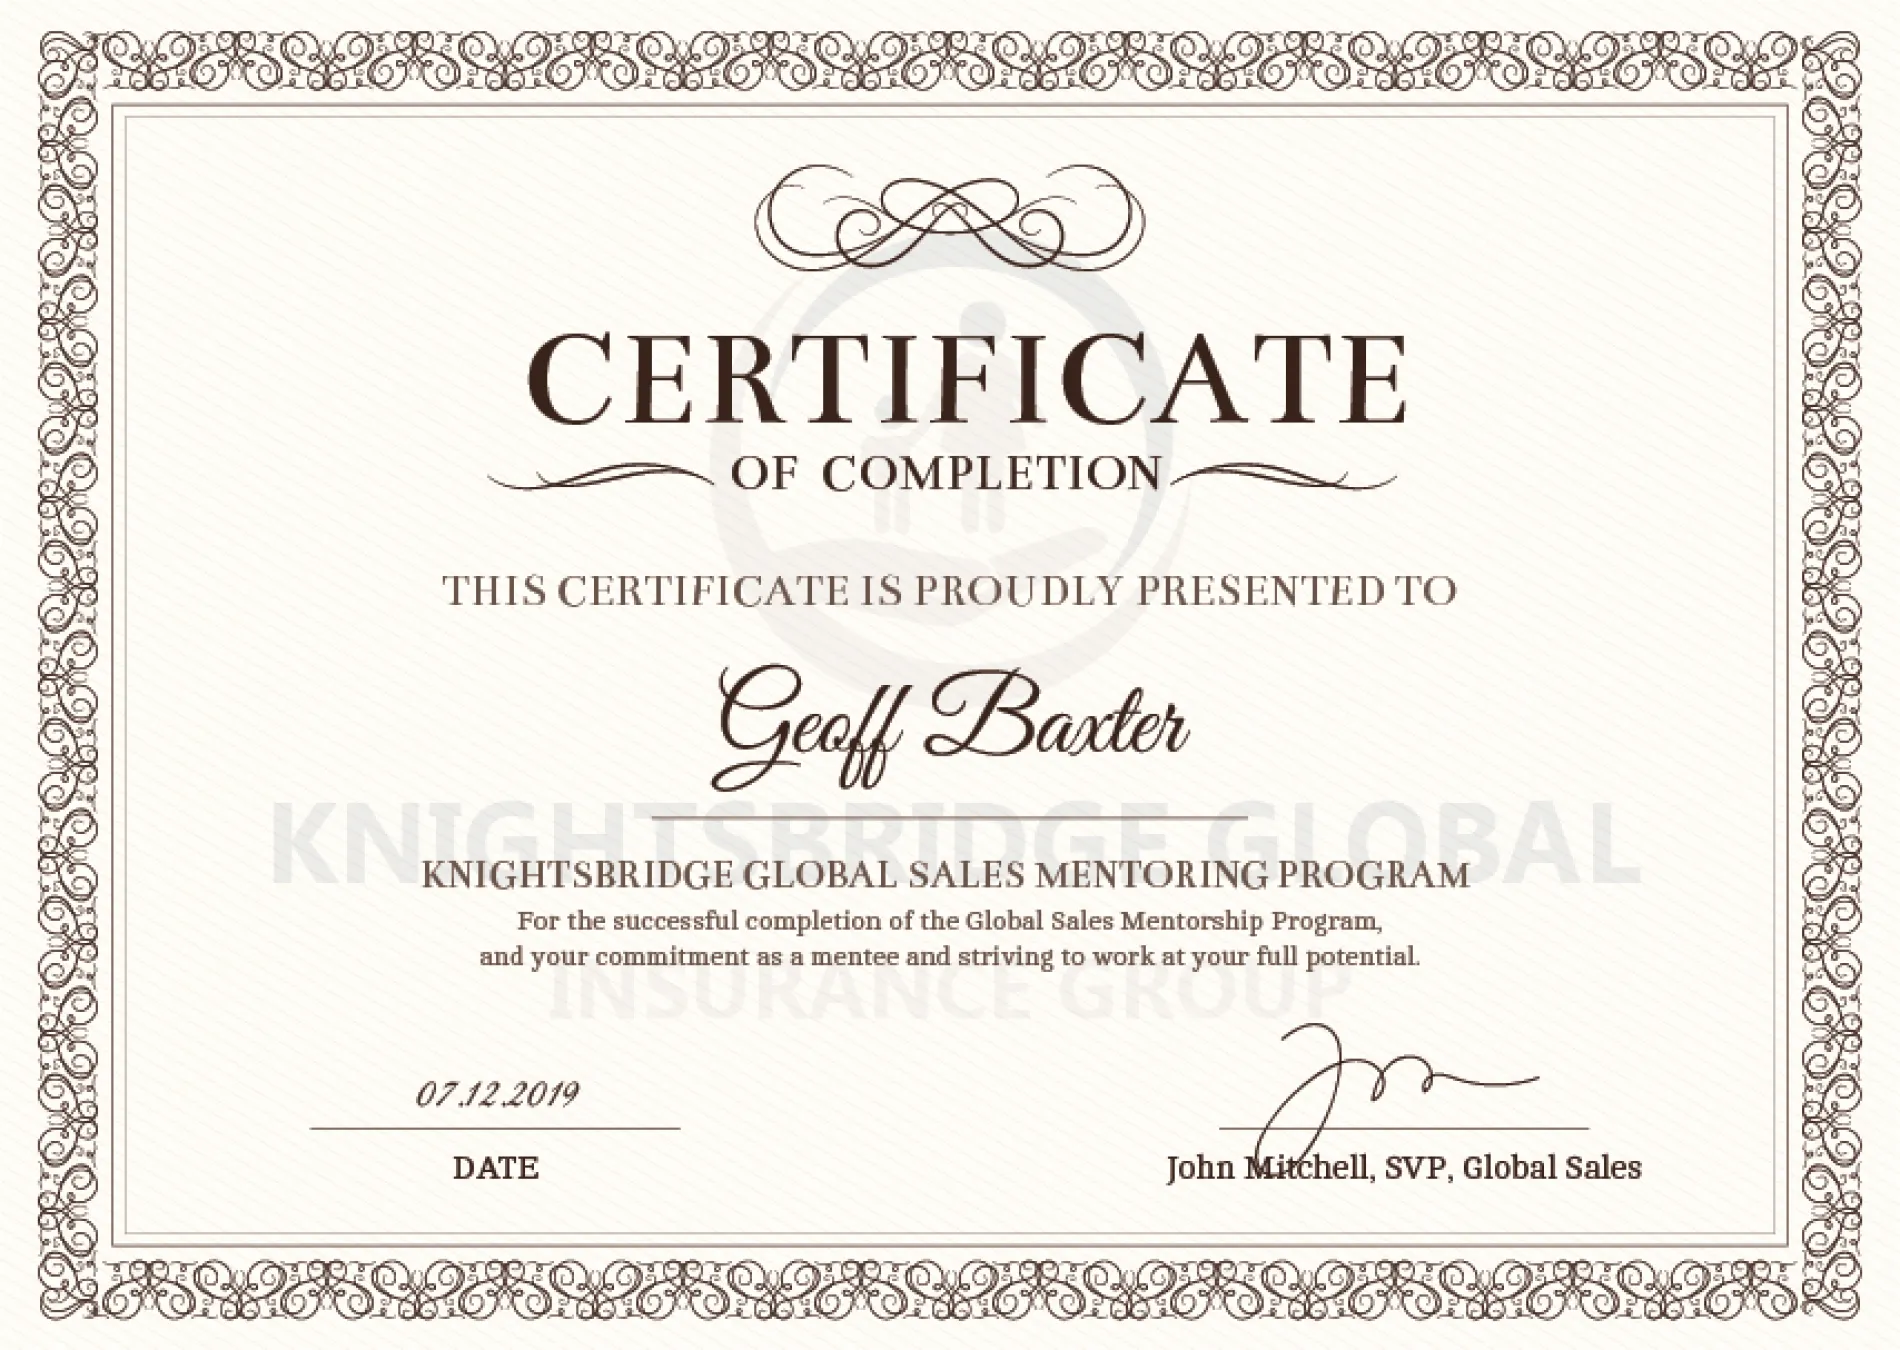 CERTIFICATE
OF COMPLETION
THIS CERTIFICATE IS PROUDLY PRESENTED TO
Geoff Baxter
KNIGHTSBRIDGE GLOBAL
KNIGHTSBRIDGE GLOBAL SALES MENTORING PROGRAM
For the successful completion of the Global Sales Mentorship Program,
and your commitment as a mentee and striving to work at your full potential.
INSURANCE GROUP
07.12.2019
DATE
John Mitchell, SVP, Global Sales